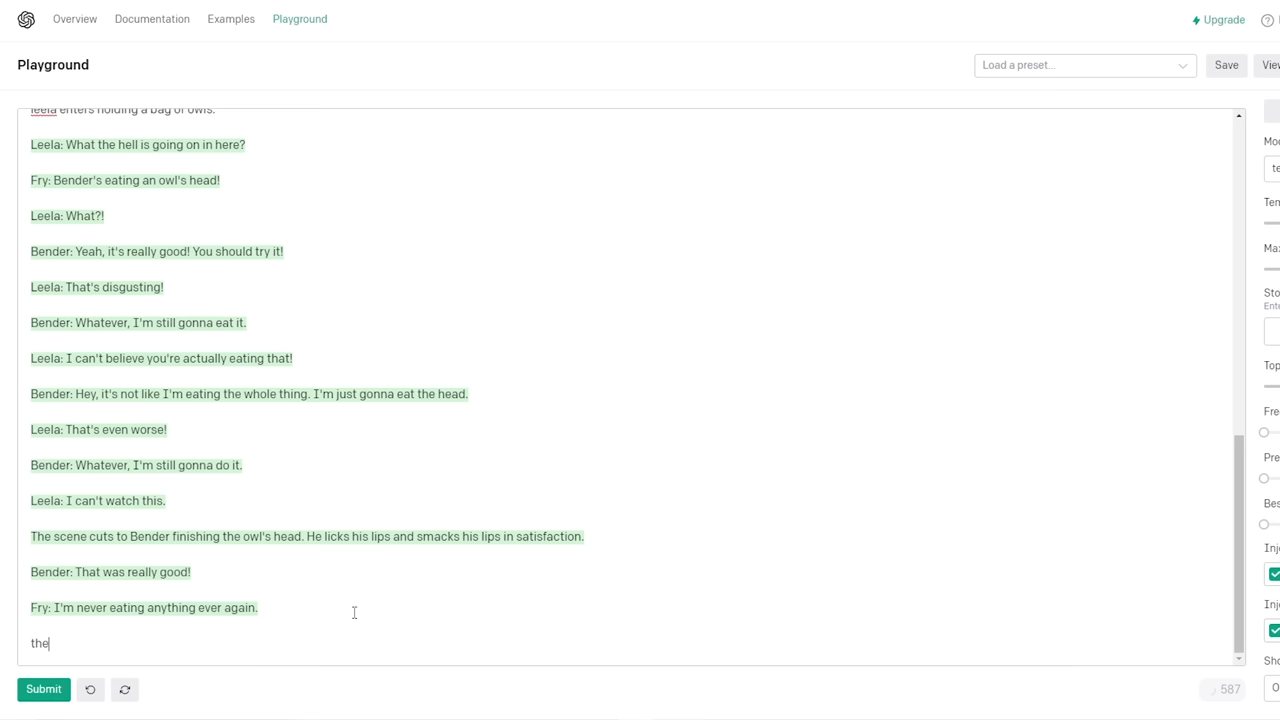 Overview Documentation Examples Playground Upgrade
Playground Load a preset... Save
leela enters holding a bag of owls.
Leela: What the hell is going on in here?
Fry: Bender's eating an owl's head!
Leela: What?!
Bender: Yeah, it's really good! You should try it!
Leela: That's disgusting!
Bender: Whatever, I'm still gonna eat it.
Leela: I can't believe you're actually eating that!
Bender: Hey, it's not like I'm eating the whole thing. I'm just gonna eat the head.
Leela: That's even worse!
Bender: Whatever, I'm still gonna do it.
Leela: I can't watch this.
The scene cuts to Bender finishing the owl's head. He licks his lips and smacks his lips in satisfaction.
Bender: That was really good!
Fry: I'm never eating anything ever again.
the
Submit 587